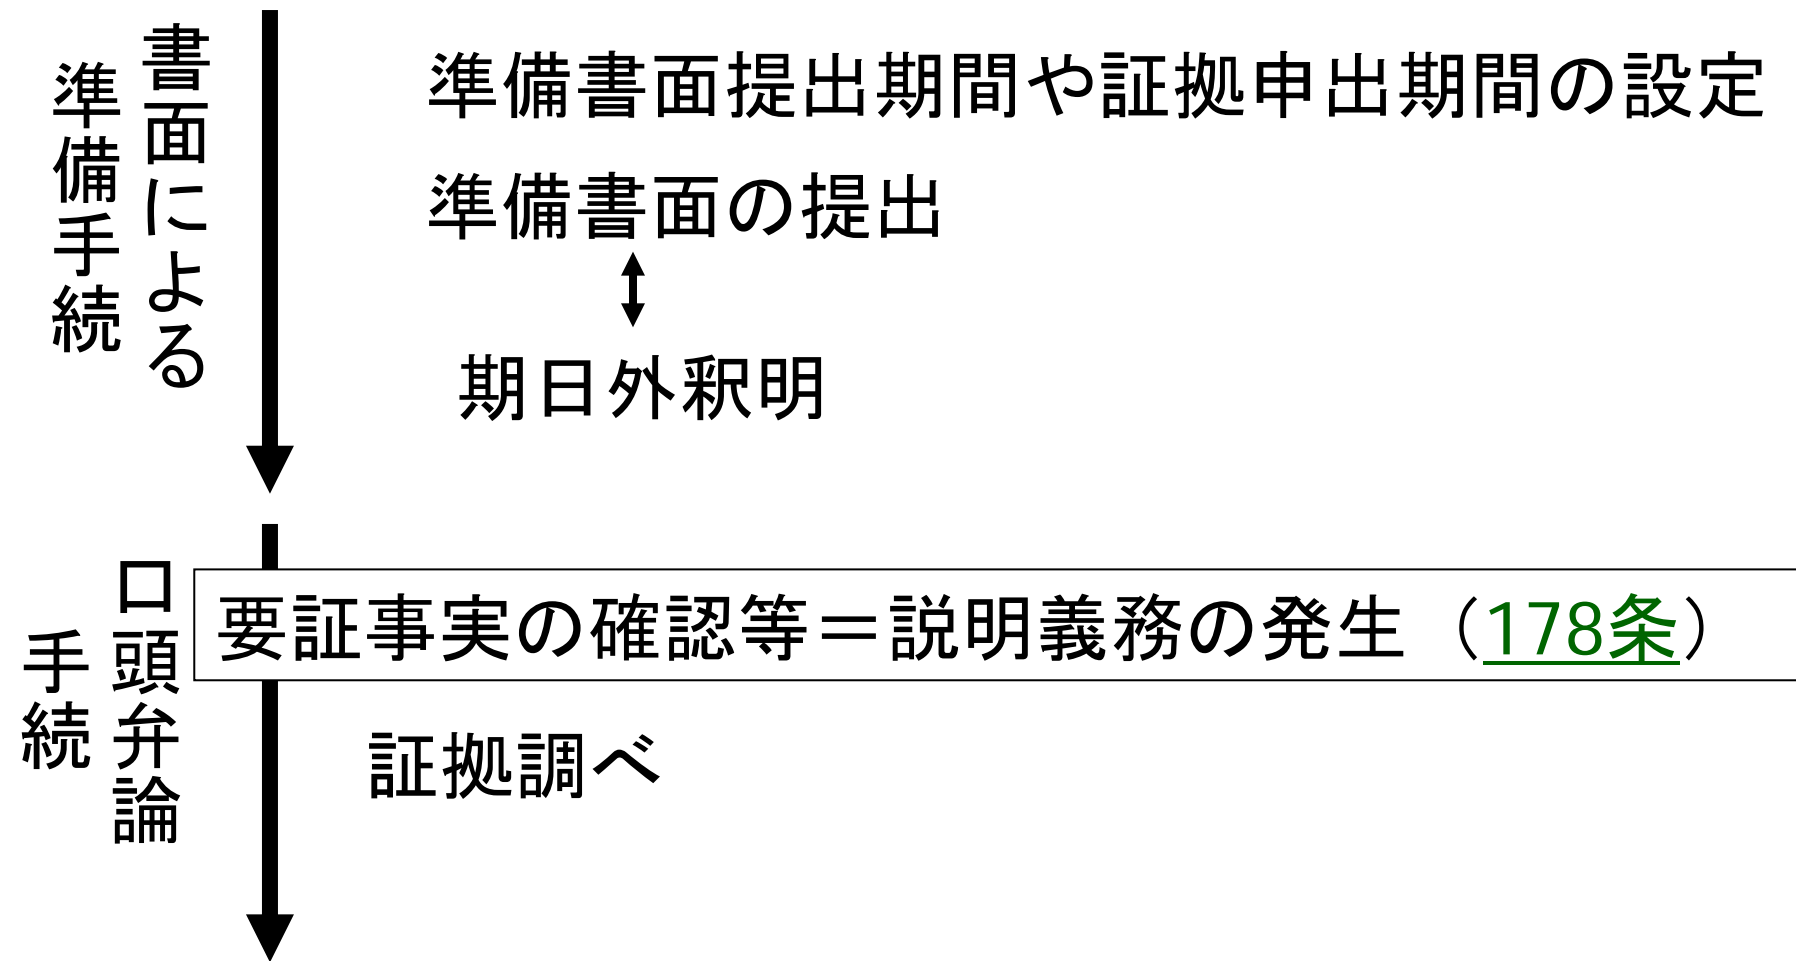 書面による
準備手続
準備書面提出期間や証拠申出期間の設定
準備書面の提出
期日外釈明
口頭弁論
手続
要証事実の確認等＝説明義務の発生（178条）
証拠調べ